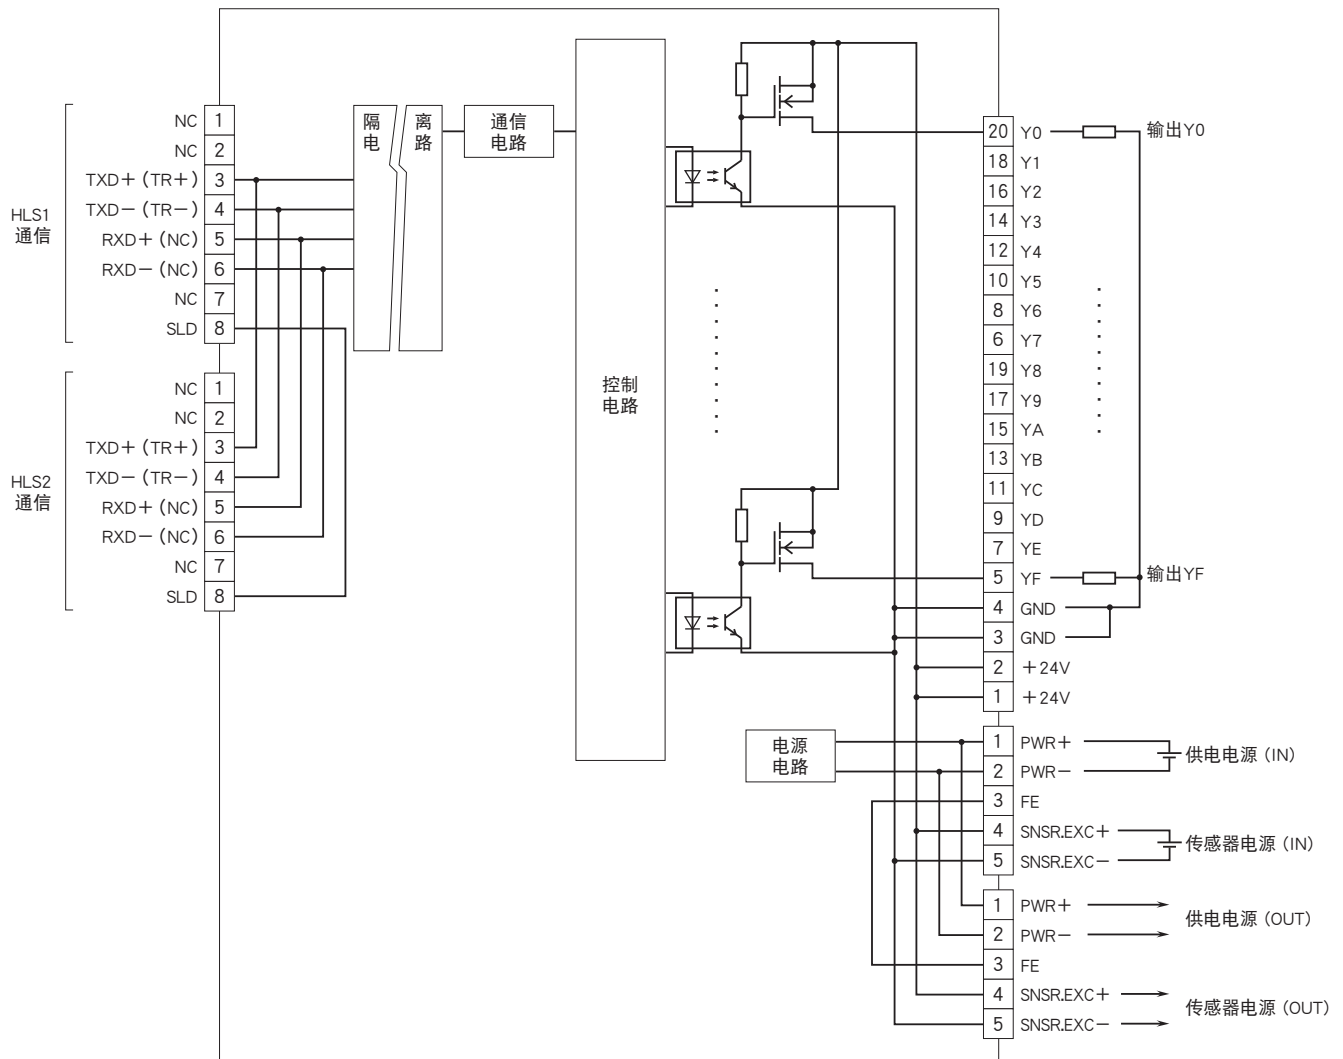 HLS1
通信
NC 1
NC 2
TXD＋ (TR＋) 3
TXD－ (TR－) 4
RXD＋ (NC) 5
RXD－ (NC) 6
NC 7
SLD 8
HLS2
通信
NC 1
NC 2
TXD＋ (TR＋) 3
TXD－ (TR－) 4
RXD＋ (NC) 5
RXD－ (NC) 6
NC 7
SLD 8
隔 离
电 路
通信
电路
控制
电路
20 Y0 输出Y0
18 Y1
16 Y2
14 Y3
12 Y4
10 Y5
8 Y6
6 Y7
19 Y8
17 Y9
15 YA
13 YB
11 YC
9 YD
7 YE
5 YF 输出YF
4 GND
3 GND
2 ＋24V
1 ＋24V
电源
电路
1 PWR＋
2 PWR－
供电电源 (IN)
3 FE
4 SNSR.EXC＋
5 SNSR.EXC－
传感器电源 (IN)
1 PWR＋
2 PWR－
供电电源 (OUT)
3 FE
4 SNSR.EXC＋
5 SNSR.EXC－
传感器电源 (OUT)